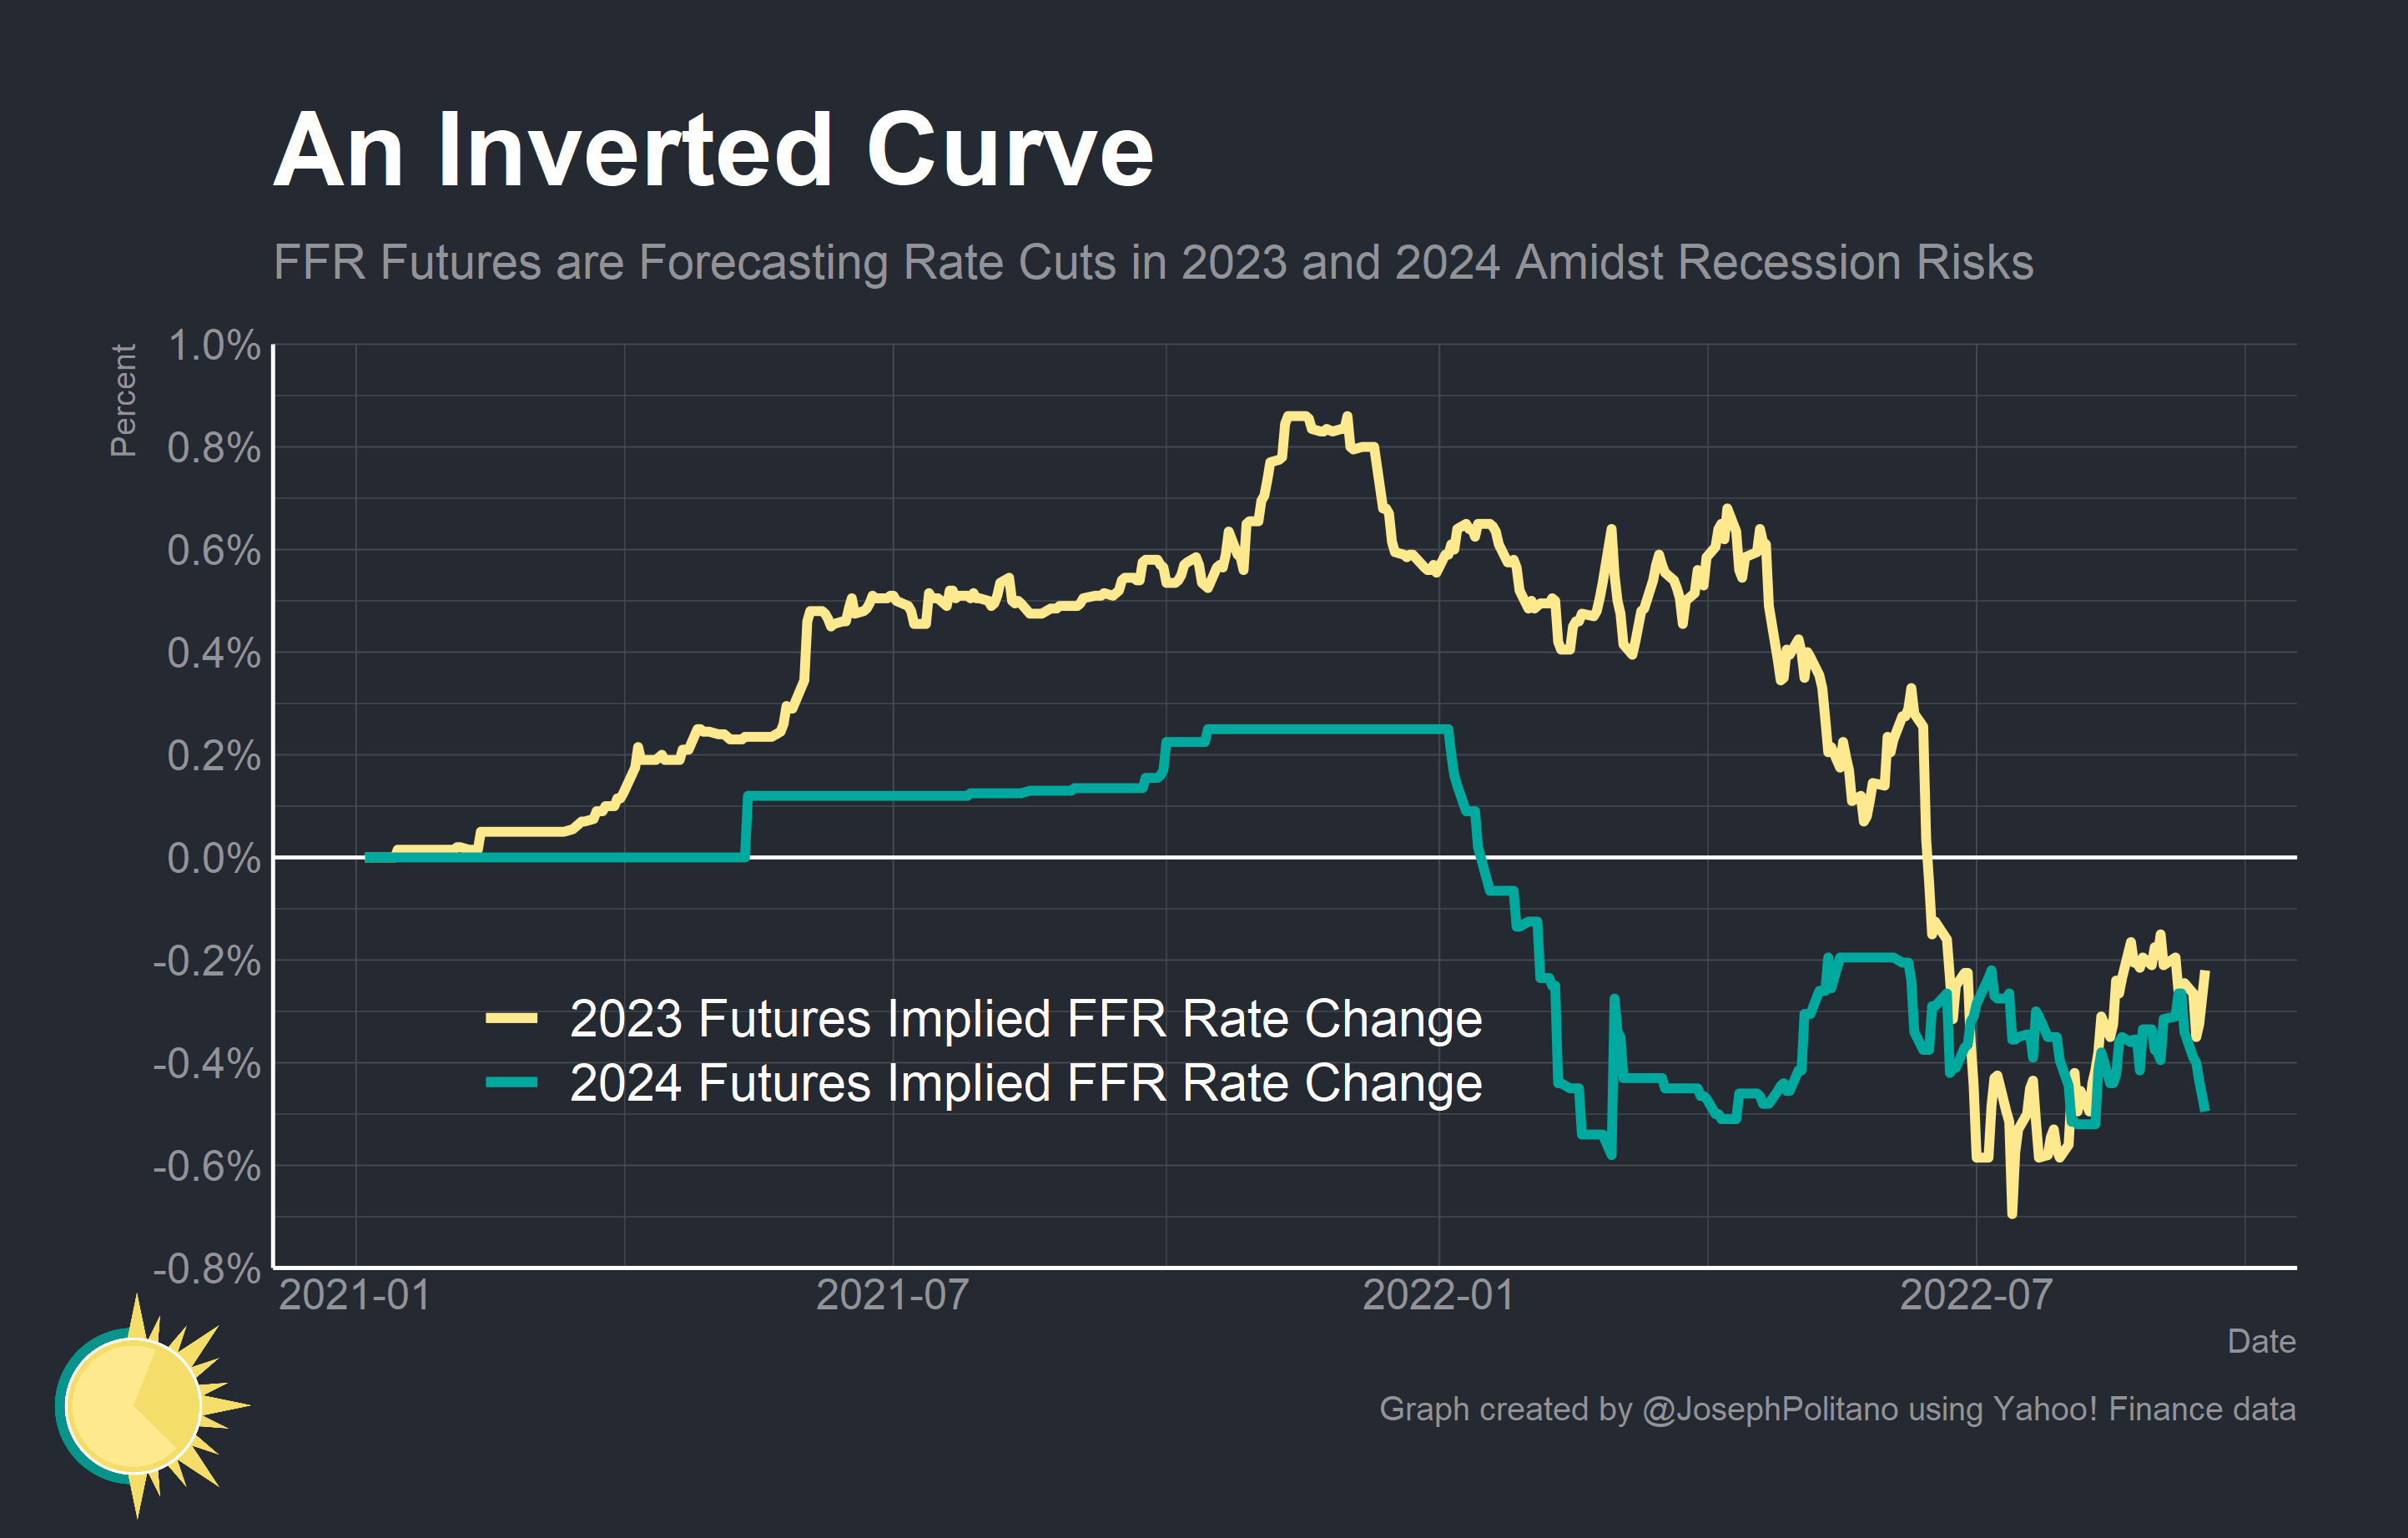 An Inverted Curve
FFR Futures are Forecasting Rate Cuts in 2023 and 2024 Amidst Recession Risks
Percent
1.0%
0.8%
0.6%
0.4%
0.2%
0.0%
-0.2%
-0.4%
-0.6%
-0.8%
2023 Futures Implied FFR Rate Change
2024 Futures Implied FFR Rate Change
2021-01
2021-07
2022-01
2022-07
Date
Graph created by @JosephPolitano using Yahoo! Finance data